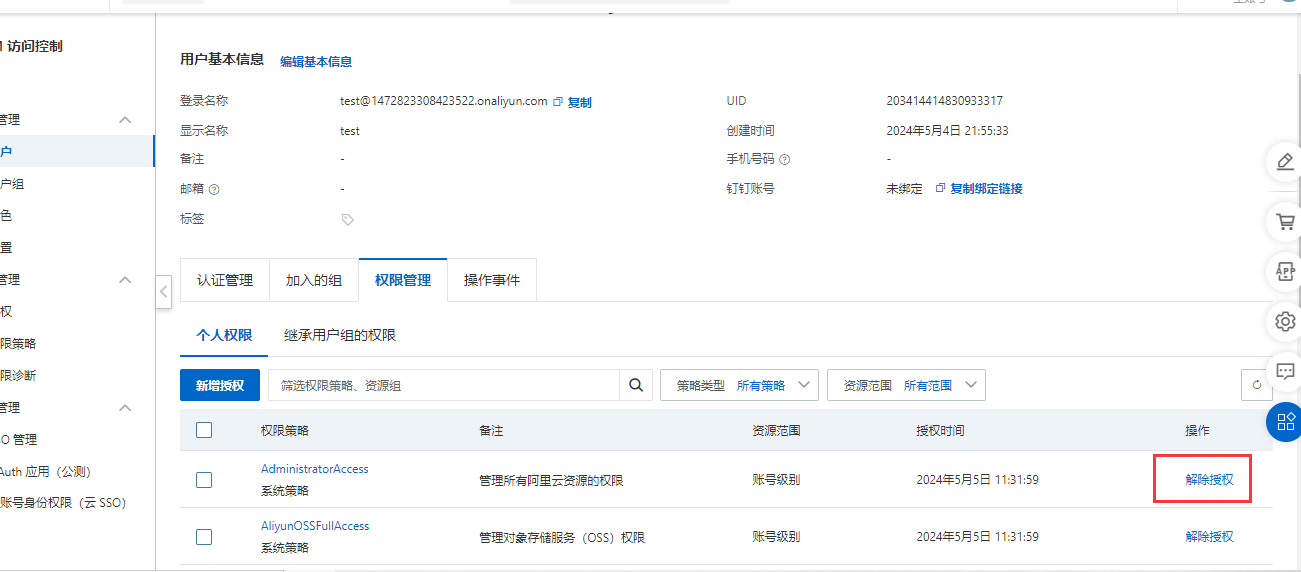 访问控制
用户基本信息 编辑基本信息
登录名称 test@1472823308423522.onaliyun.com 复制 UID 203414414830933317
显示名称 test 创建时间 2024年5月4日 21:55:33
备注 - 手机号码 -
邮箱 - 钉钉账号 未绑定 复制绑定链接
标签
管理
户
户组
色
置
管理
权
限策略
限诊断
管理
O 管理
Auth 应用（公测）
账号身份权限（云 SSO）
认证管理 加入的组 权限管理 操作事件
个人权限 继承用户组的权限
新增授权 筛选权限策略、资源组 策略类型 所有策略 资源范围 所有范围
权限策略 备注 资源范围 授权时间 操作
AdministratorAccess
系统策略 管理所有阿里云资源的权限 账号级别 2024年5月5日 11:31:59 解除授权
AliyunOSSFullAccess
系统策略 管理对象存储服务（OSS）权限 账号级别 2024年5月5日 11:31:59 解除授权
APP